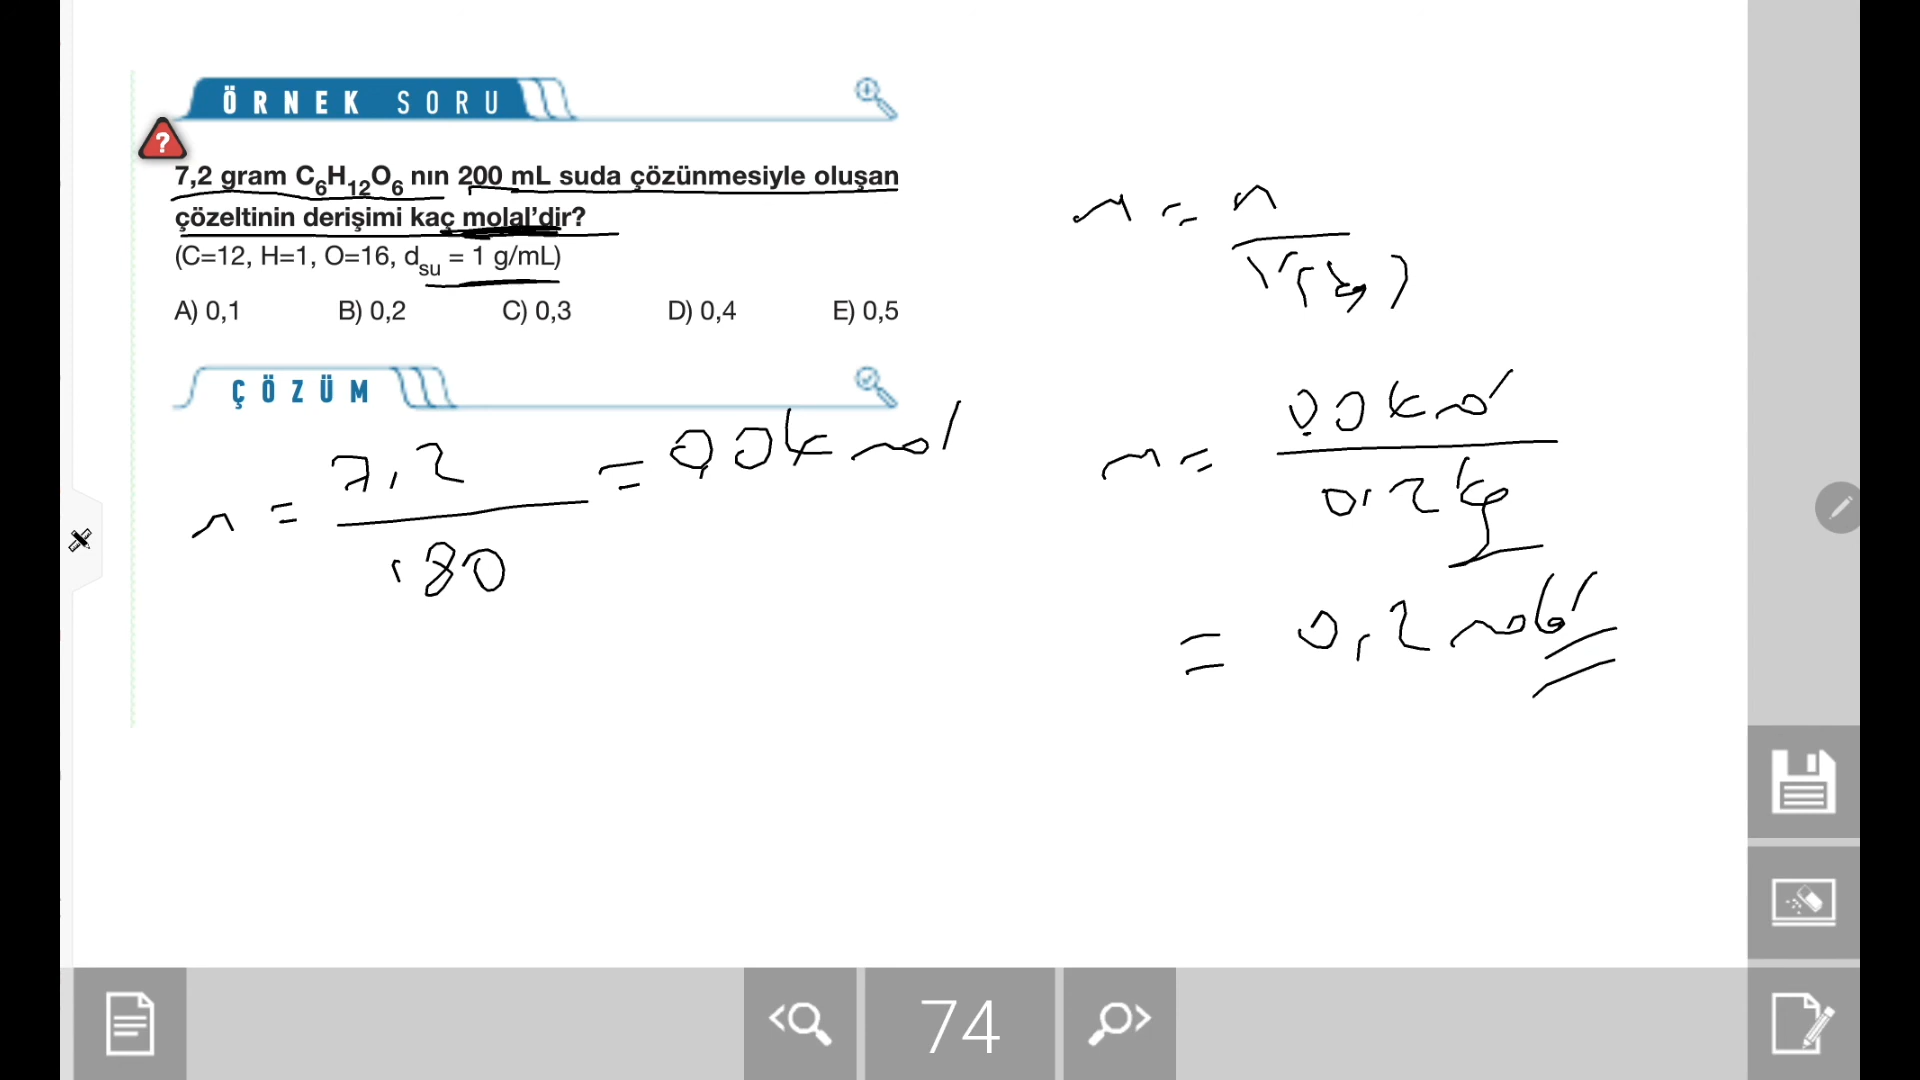 ÖRNEK SORU
?
7,2 gram C6H12O6 nın 200 mL suda çözünmesiyle oluşan
çözeltinin derişimi kaç molal'dir?
(C=12, H=1, O=16, dsu = 1 g/mL)
A) 0,1 B) 0,2 C) 0,3 D) 0,4 E) 0,5
ÇÖZÜM
n = 7,2 / 180 = 0,04 mol
m = n / (kg)
m = 0,04 mol / 0,2 kg
= 0,2 molal
74